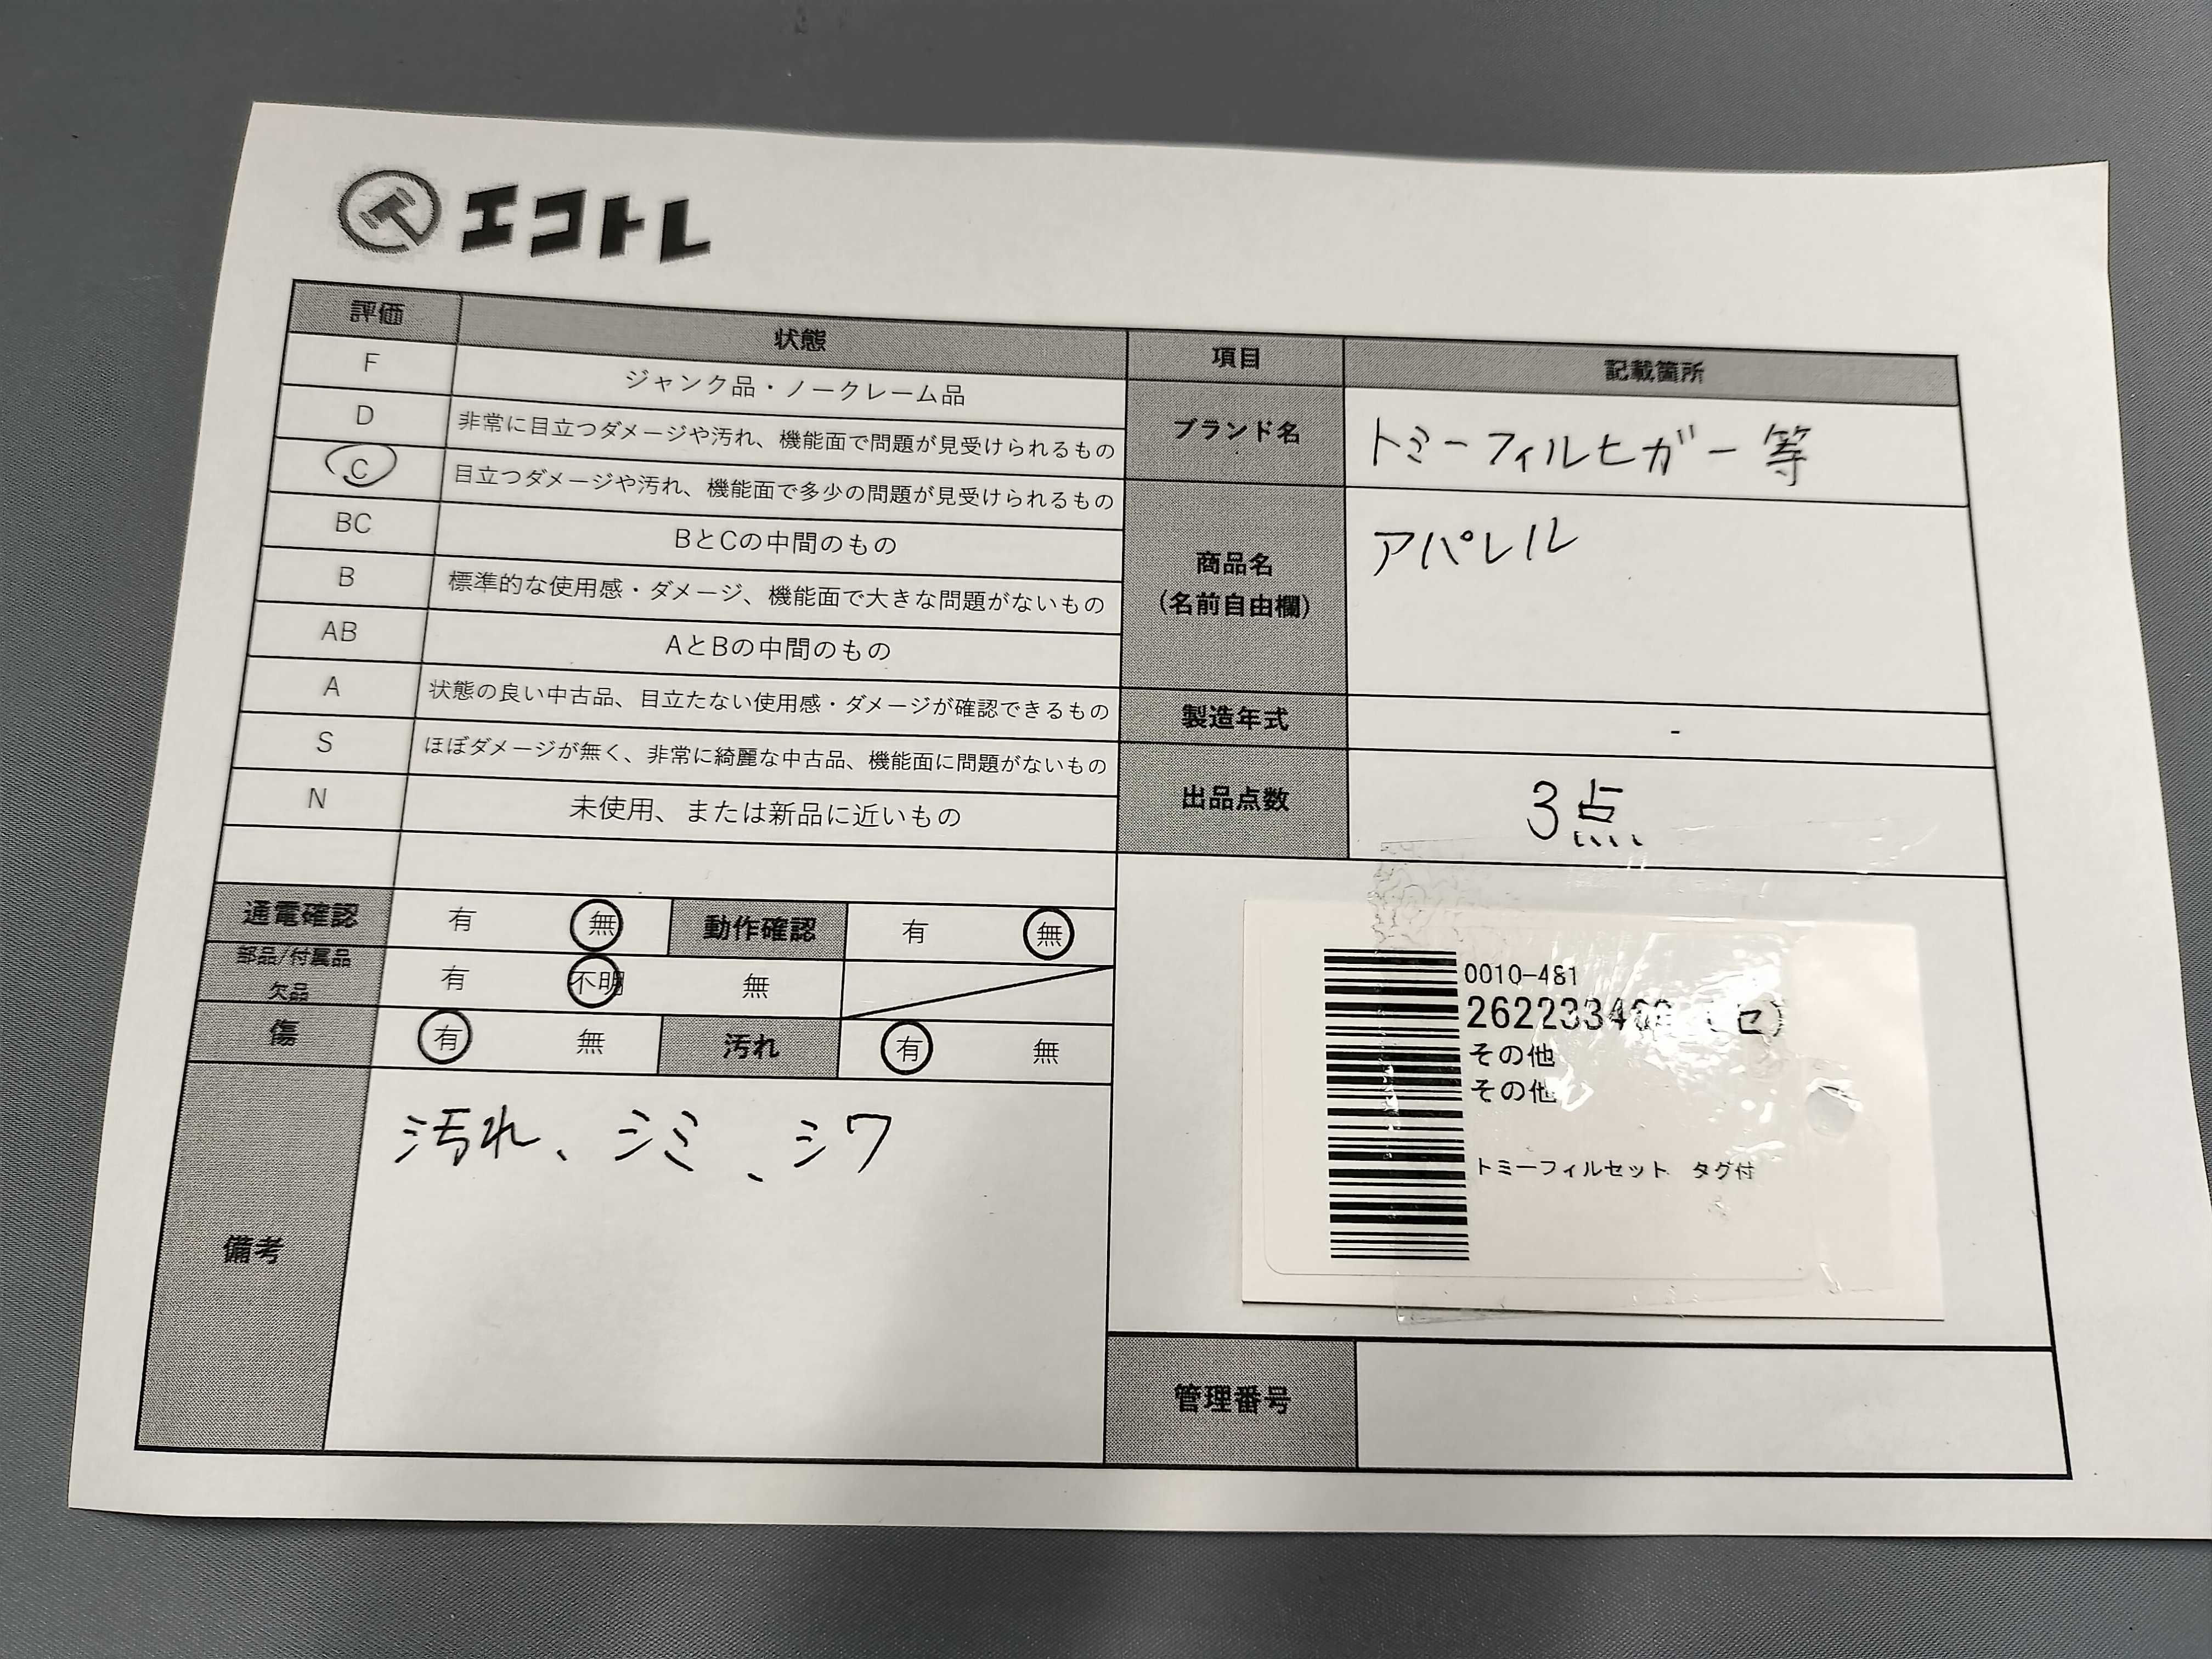 エコトレ
評価 状態
F ジャンク品・ノークレーム品
D 非常に目立つダメージや汚れ、機能面で問題が見受けられるもの
C 目立つダメージや汚れ、機能面で多少の問題が見受けられるもの
BC BとCの中間のもの
B 標準的な使用感・ダメージ、機能面で大きな問題がないもの
AB AとBの中間のもの
A 状態の良い中古品、目立たない使用感・ダメージが確認できるもの
S ほぼダメージが無く、非常に綺麗な中古品、機能面に問題がないもの
N 未使用、または新品に近いもの
通電確認 有 無 動作確認 有 無
部品/付属品
欠品 有 不明 無
傷 有 無 汚れ 有 無
備考 汚れ、シミ、シワ
項目 記載箇所
ブランド名 トミーフィルヒガー等
商品名
(名前自由欄) アパレル
製造年式 -
出品点数 3点
0010-481
その他
その他
トミーフィルセット タグ付
管理番号